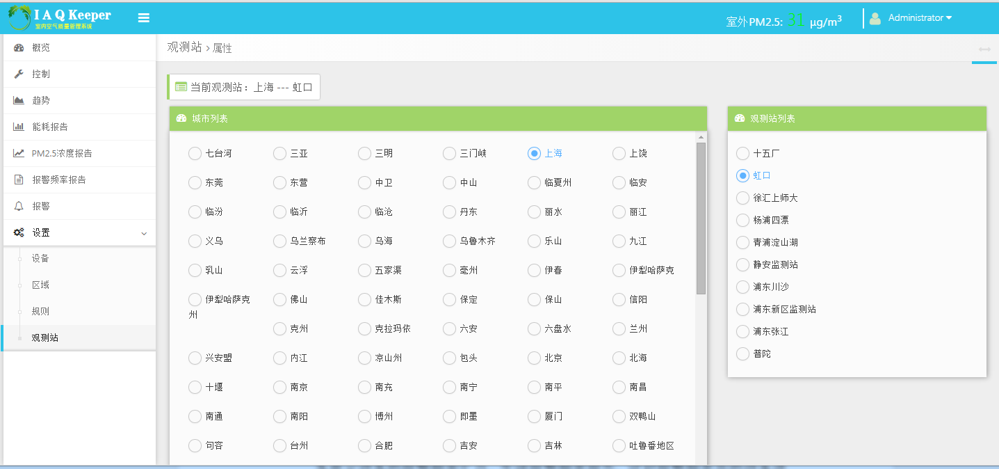 I A Q Keeper
室内空气质量管理系统
室外PM2.5: 31 μg/m³
Administrator
概览
控制
趋势
能耗报告
PM2.5浓度报告
报警频率报告
报警
设置
设备
区域
规则
观测站
观测站 > 属性
当前观测站：上海 --- 虹口
城市列表
七台河 三亚 三明 三门峡 上海 上饶
东莞 东营 中卫 中山 临夏州 临安
临汾 临沂 临沧 丹东 丽水 丽江
义乌 乌兰察布 乌海 乌鲁木齐 乐山 九江
乳山 云浮 五家渠 亳州 伊春 伊犁哈萨克
伊犁哈萨克 佛山 佳木斯 保定 保山 信阳
州
克州 克拉玛依 六安 六盘水 兰州
兴安盟 内江 凉山州 包头 北京 北海
十堰 南京 南充 南宁 南平 南昌
南通 南阳 博州 即墨 厦门 双鸭山
句容 台州 合肥 吉安 吉林 吐鲁番地区
观测站列表
十五厂
虹口
徐汇上师大
杨浦四漂
青浦淀山湖
静安监测站
浦东川沙
浦东新区监测站
浦东张江
普陀